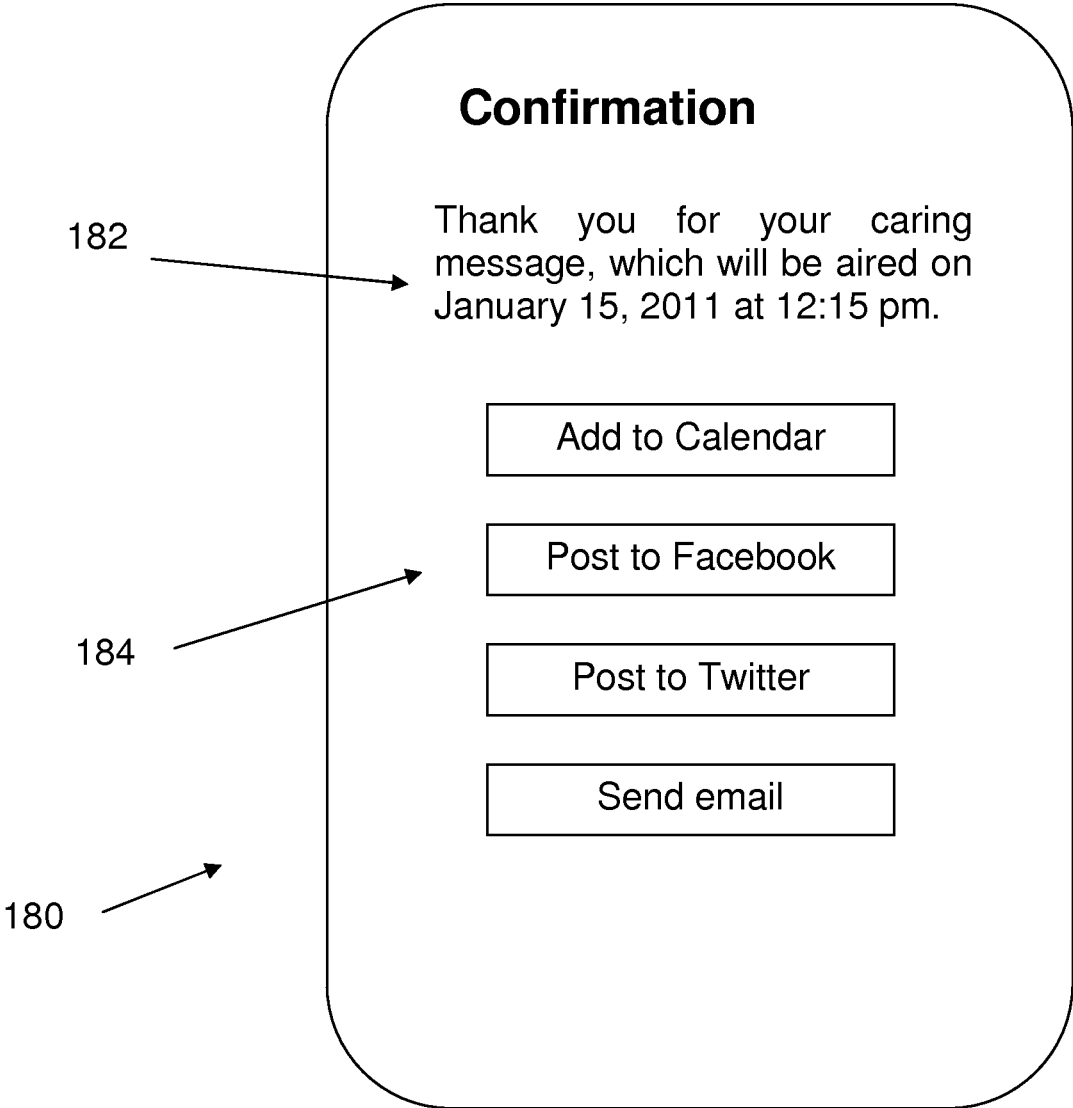 Confirmation
182
Thank you for your caring
message, which will be aired on
January 15, 2011 at 12:15 pm.
Add to Calendar
Post to Facebook
184
Post to Twitter
Send email
180